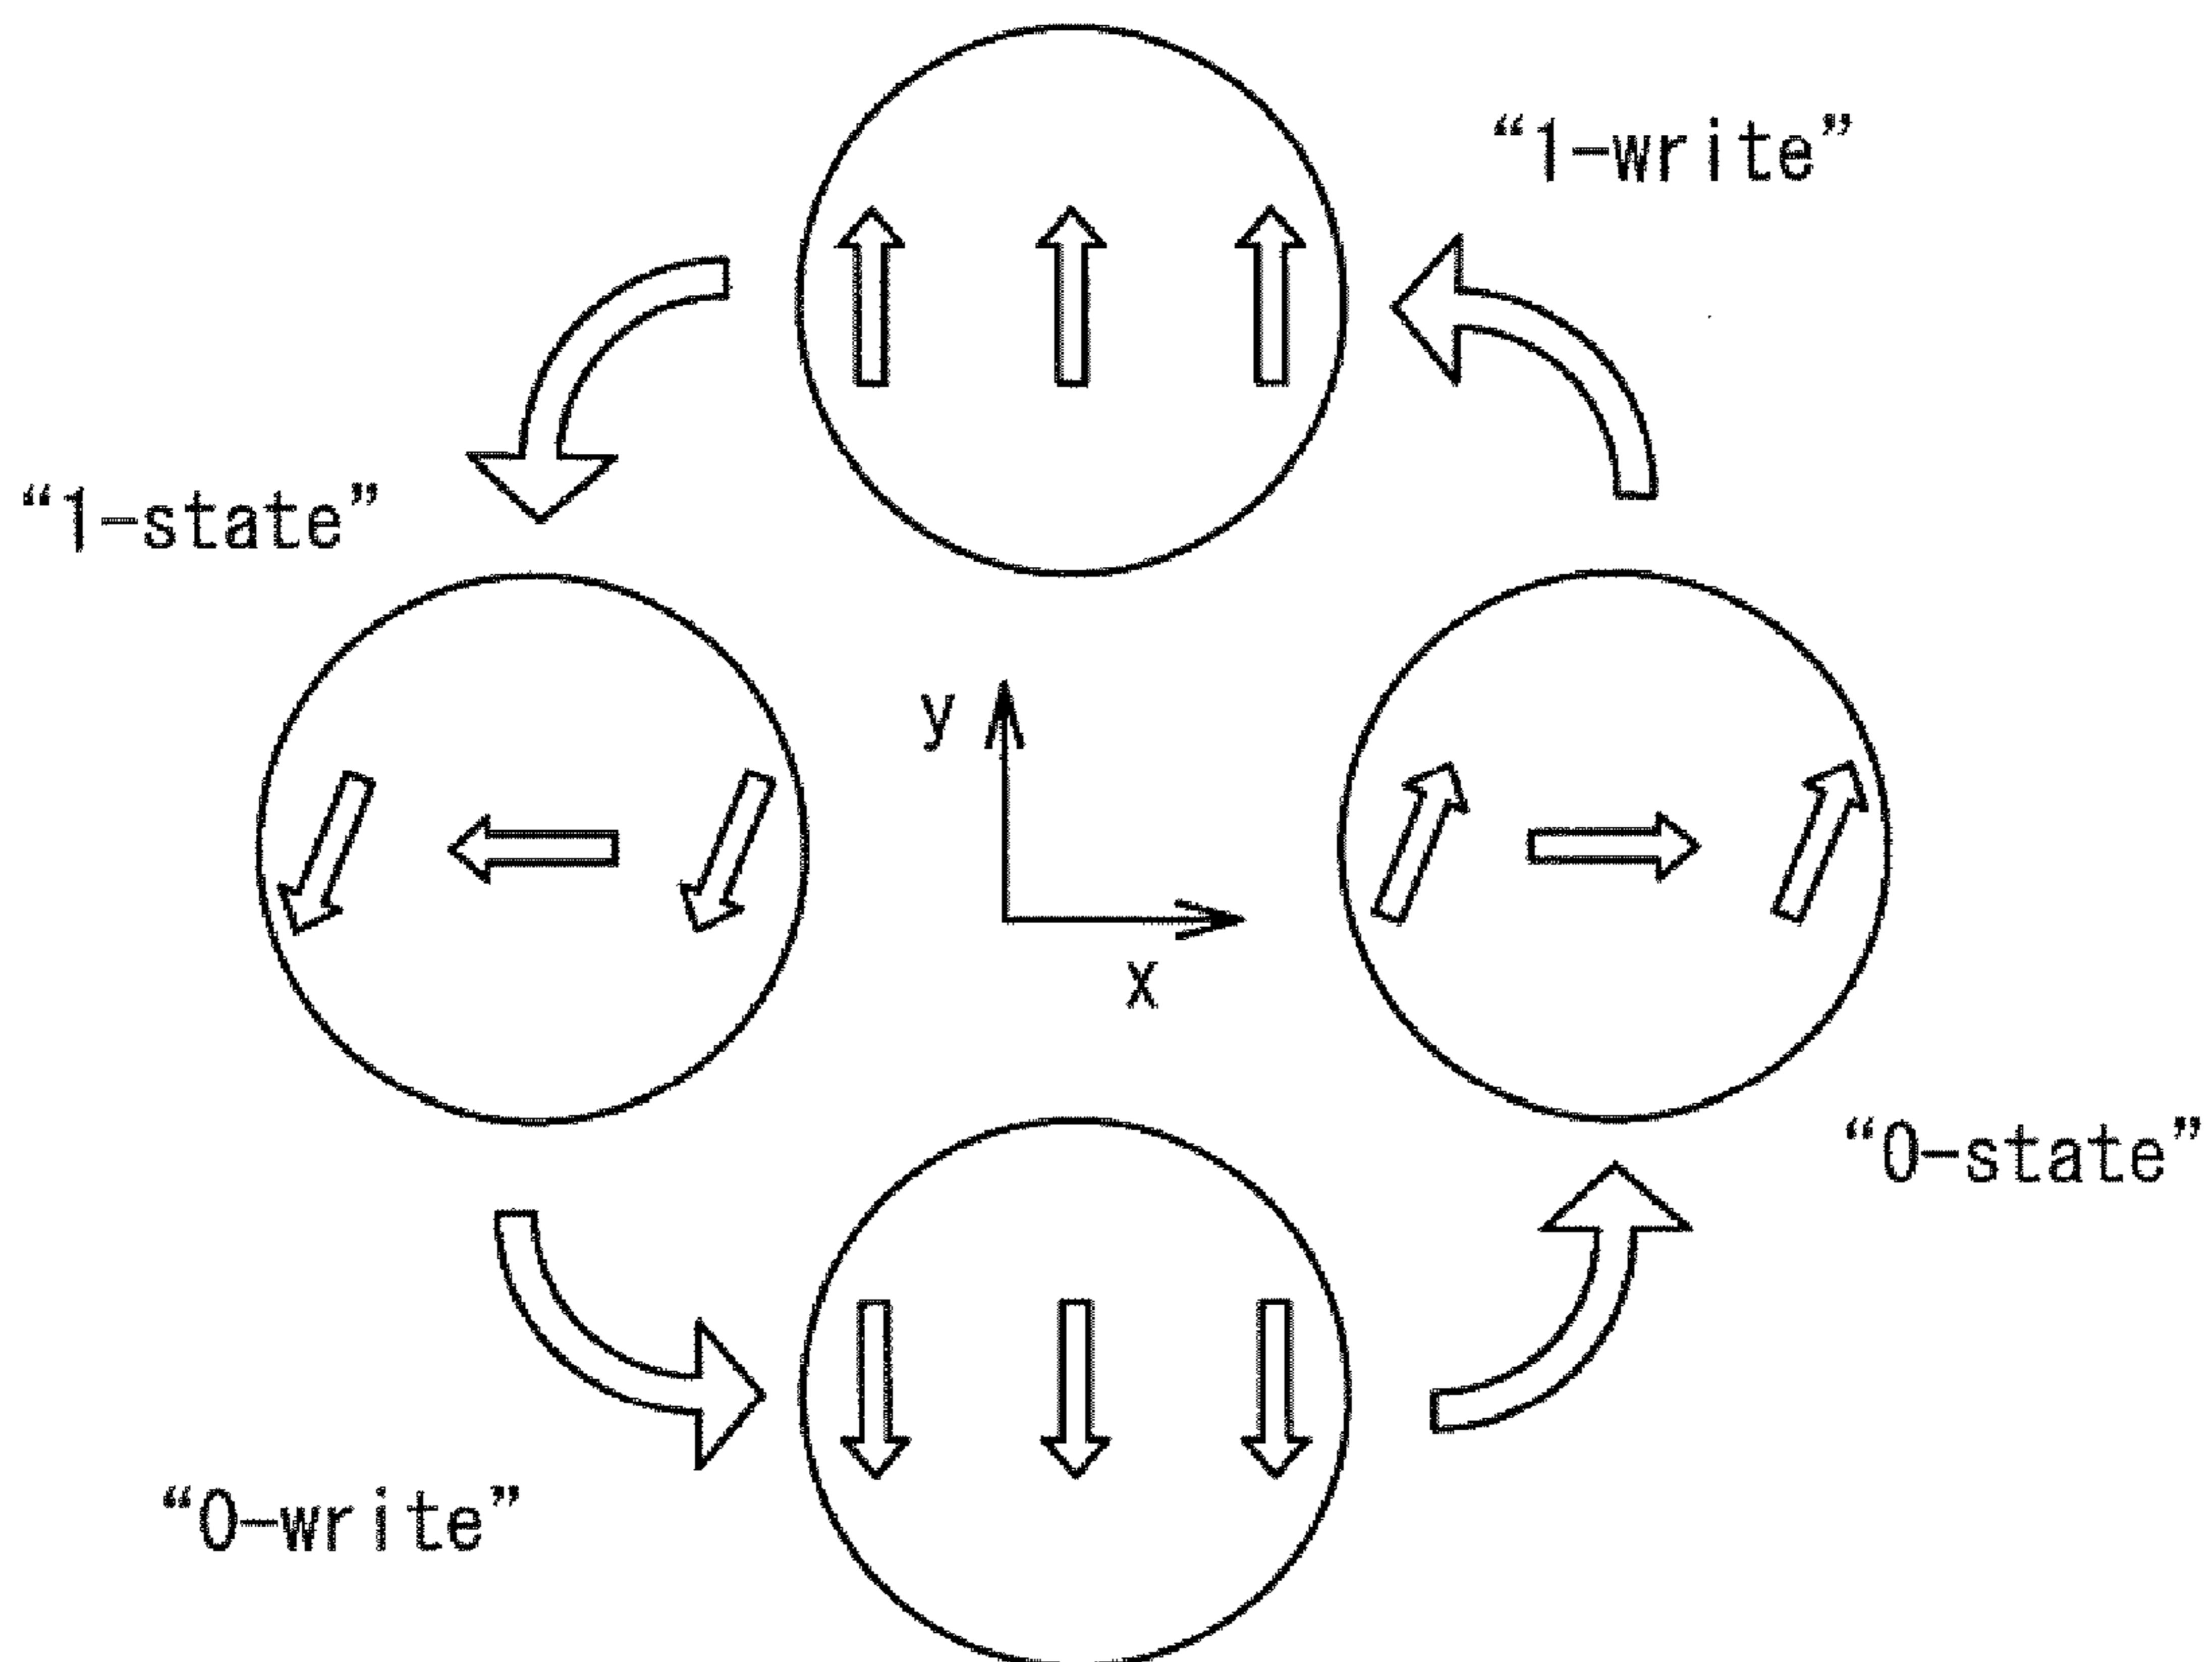 “1-write”
“1-state”
y
x
“0-state”
“0-write”